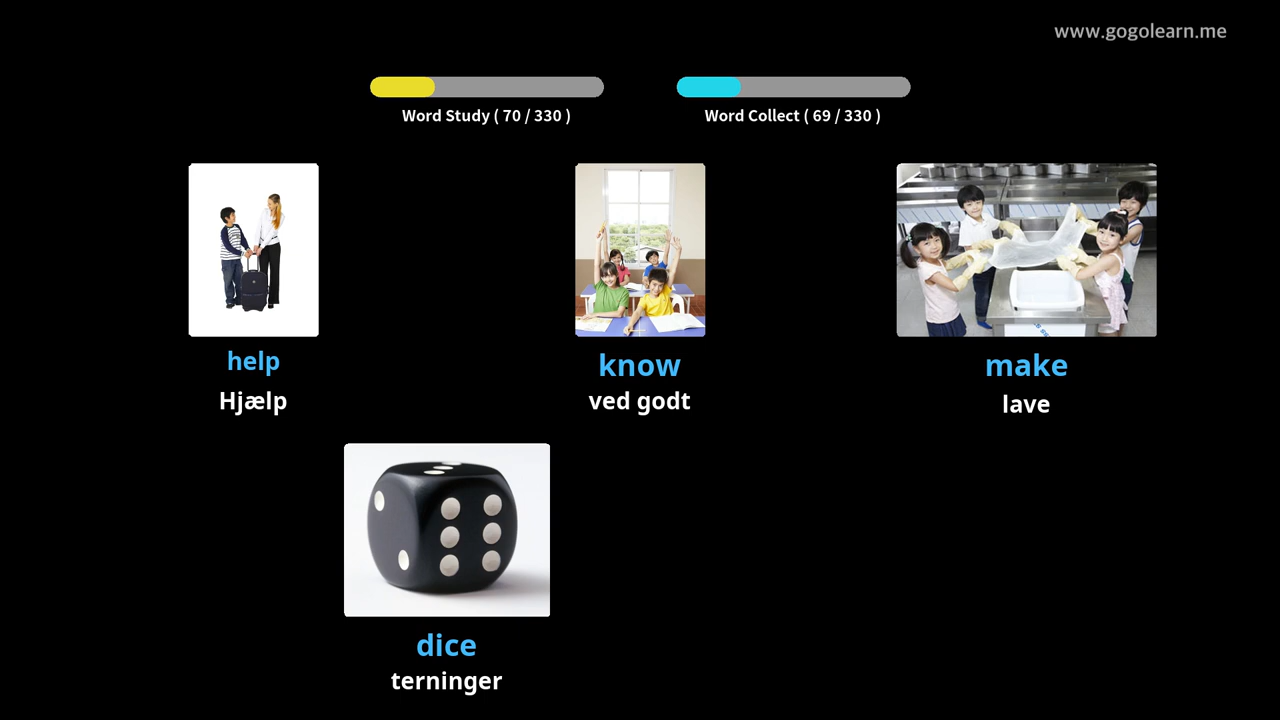 www.gogolearn.me
Word Study ( 70 / 330 )
Word Collect ( 69 / 330 )
help
Hjælp
know
ved godt
make
lave
dice
terninger